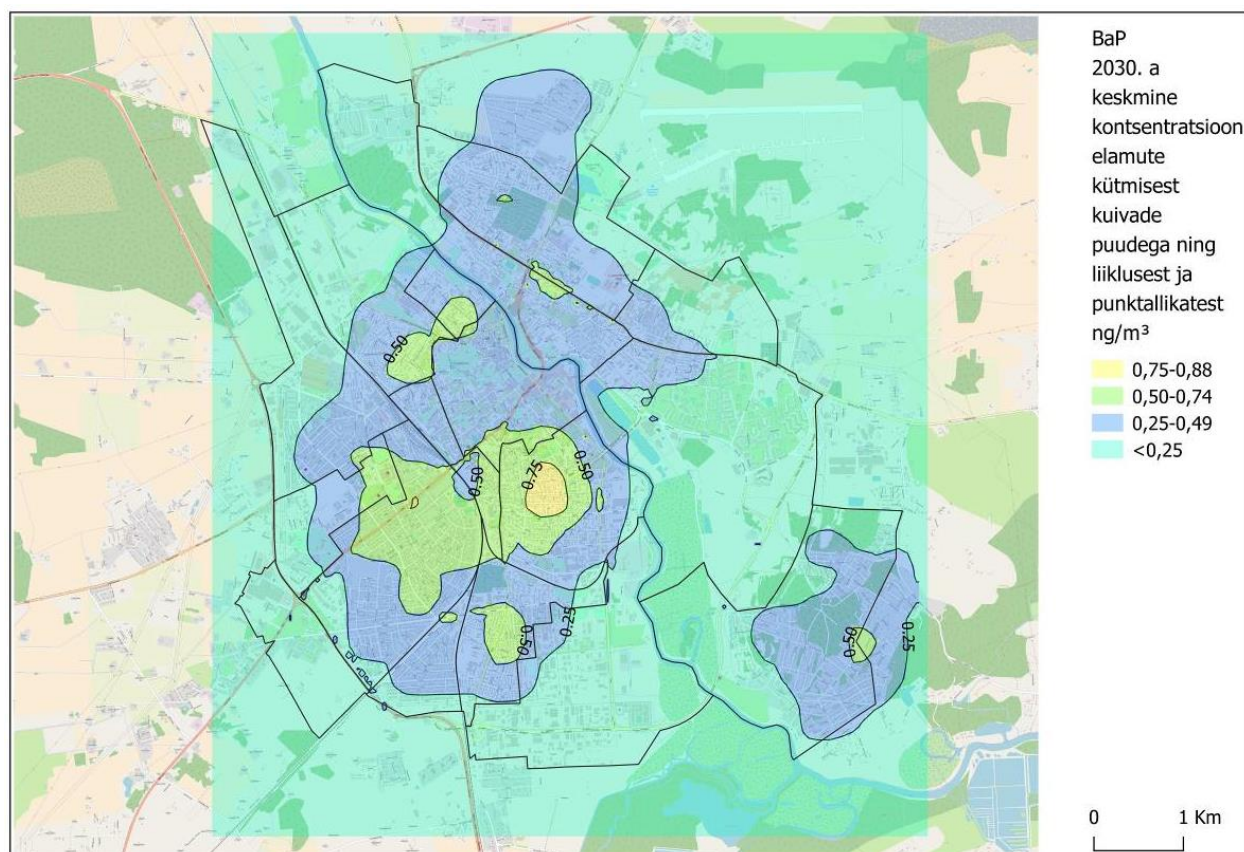 BaP
2030. a
keskmine
kontsentratsioon
elamute
kütmisest
kuivade
puudega ning
liiklusest ja
punktallikatest
ng/m³
0,75-0,88
0,50-0,74
0,25-0,49
<0,25
0.50
0.75
0.50
0.50
0.25
0.50
0.50
0.25
0 1 Km